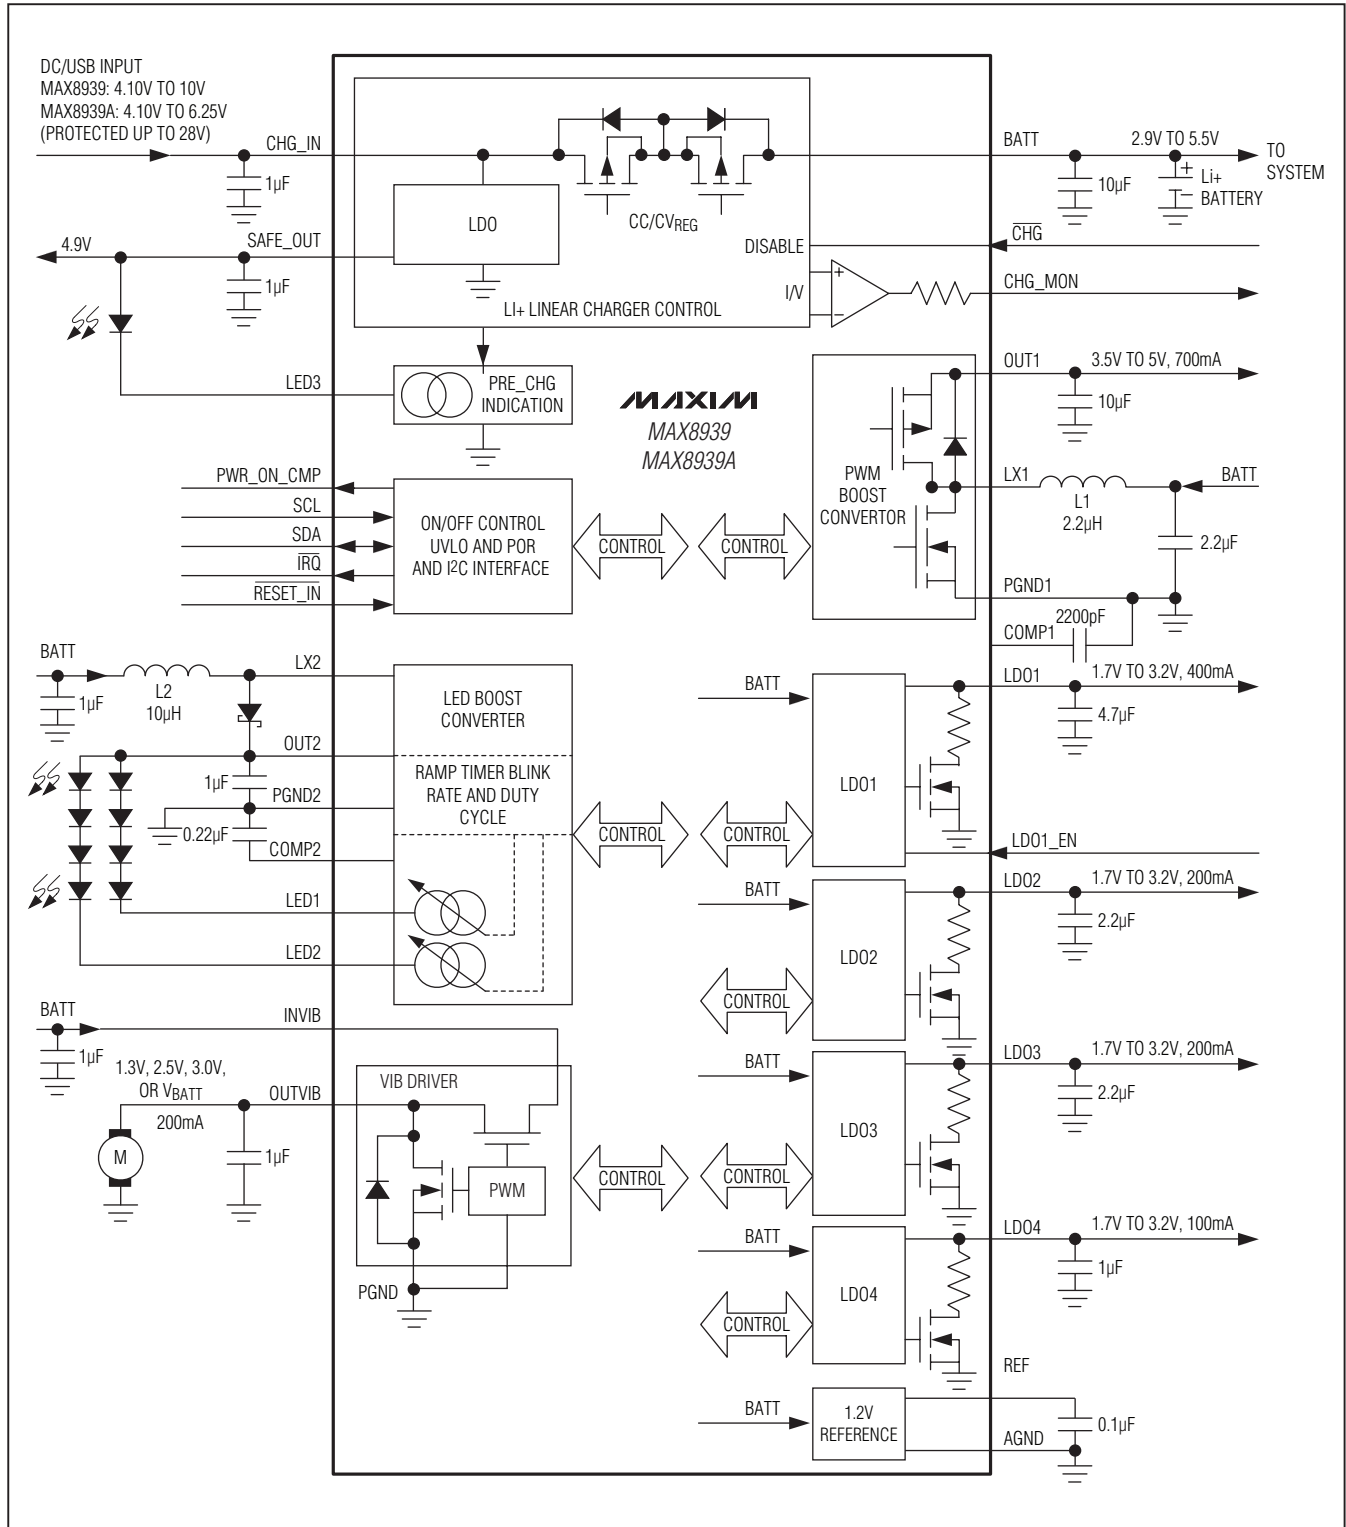 DC/USB INPUT
MAX8939: 4.10V TO 10V
MAX8939A: 4.10V TO 6.25V
(PROTECTED UP TO 28V)
CHG_IN
1µF
4.9V
SAFE_OUT
1µF
LED3
LDO
CC/CVREG
DISABLE
I/V
+
−
LI+ LINEAR CHARGER CONTROL
PRE_CHG
INDICATION
MAXIM
MAX8939
MAX8939A
BATT
2.9V TO 5.5V
TO
SYSTEM
10µF
+
−
Li+
BATTERY
CHG
CHG_MON
OUT1
3.5V TO 5V, 700mA
10µF
PWM
BOOST
CONVERTOR
LX1
L1
2.2µH
BATT
2.2µF
PGND1
2200pF
COMP1
PWR_ON_CMP
SCL
SDA
IRQ
RESET_IN
ON/OFF CONTROL
UVLO AND POR
AND I2C INTERFACE
CONTROL
CONTROL
BATT
1µF
L2
10µH
LX2
OUT2
1µF
PGND2
0.22µF
COMP2
LED1
LED2
LED BOOST
CONVERTER
RAMP TIMER BLINK
RATE AND DUTY
CYCLE
CONTROL
CONTROL
BATT
LDO1
LDO1
1.7V TO 3.2V, 400mA
4.7µF
LDO1_EN
BATT
LDO2
CONTROL
LDO2
1.7V TO 3.2V, 200mA
2.2µF
BATT
1µF
INVIB
1.3V, 2.5V, 3.0V,
OR VBATT
200mA
OUTVIB
1µF
M
VIB DRIVER
PWM
PGND
CONTROL
CONTROL
BATT
LDO3
LDO3
1.7V TO 3.2V, 200mA
2.2µF
BATT
LDO4
CONTROL
LDO4
1.7V TO 3.2V, 100mA
1µF
BATT
1.2V
REFERENCE
REF
0.1µF
AGND